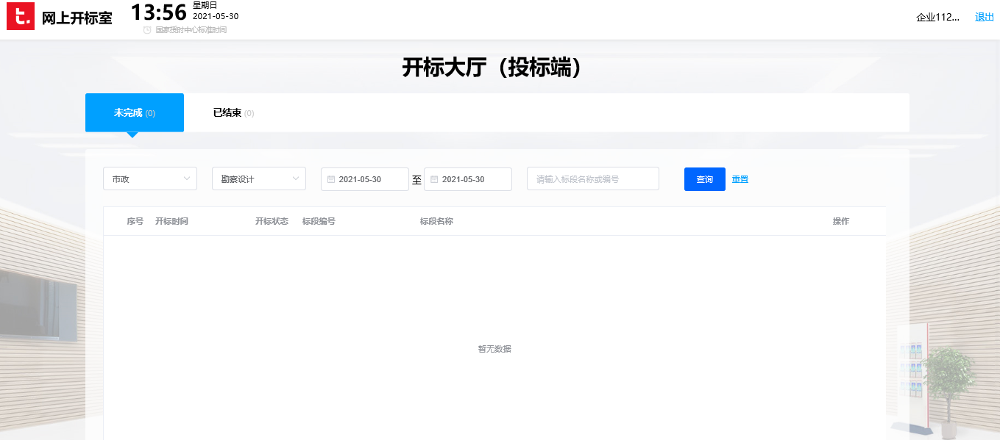 t.
网上开标室
13:56
星期日
2021-05-30
国家授时中心标准时间
企业112...
退出
开标大厅（投标端）
未完成 (0)
已结束 (0)
市政
勘察设计
2021-05-30 至 2021-05-30
请输入标段名称或编号
查询
重置
序号 开标时间 开标状态 标段编号 标段名称 操作
暂无数据